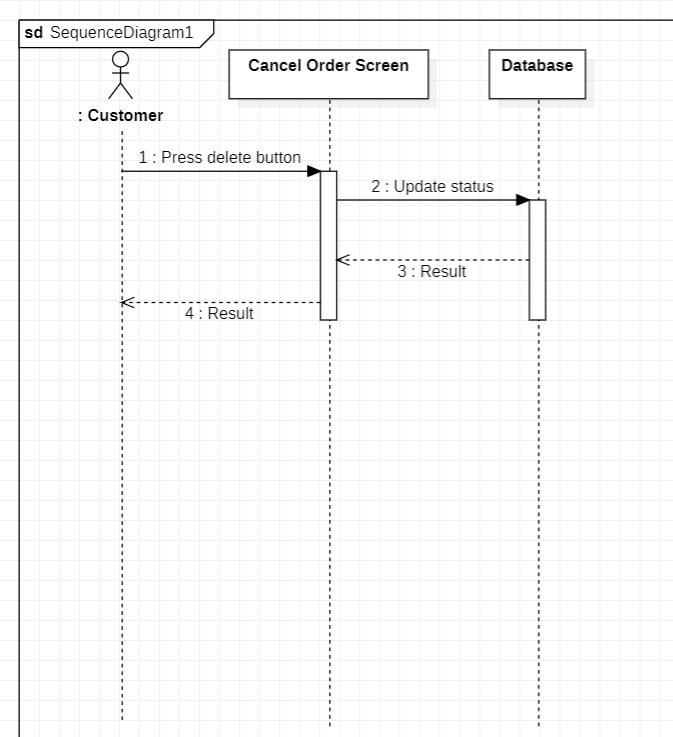 sd SequenceDiagram1
Cancel Order Screen
Database
: Customer
1 : Press delete button
2 : Update status
3 : Result
4 : Result